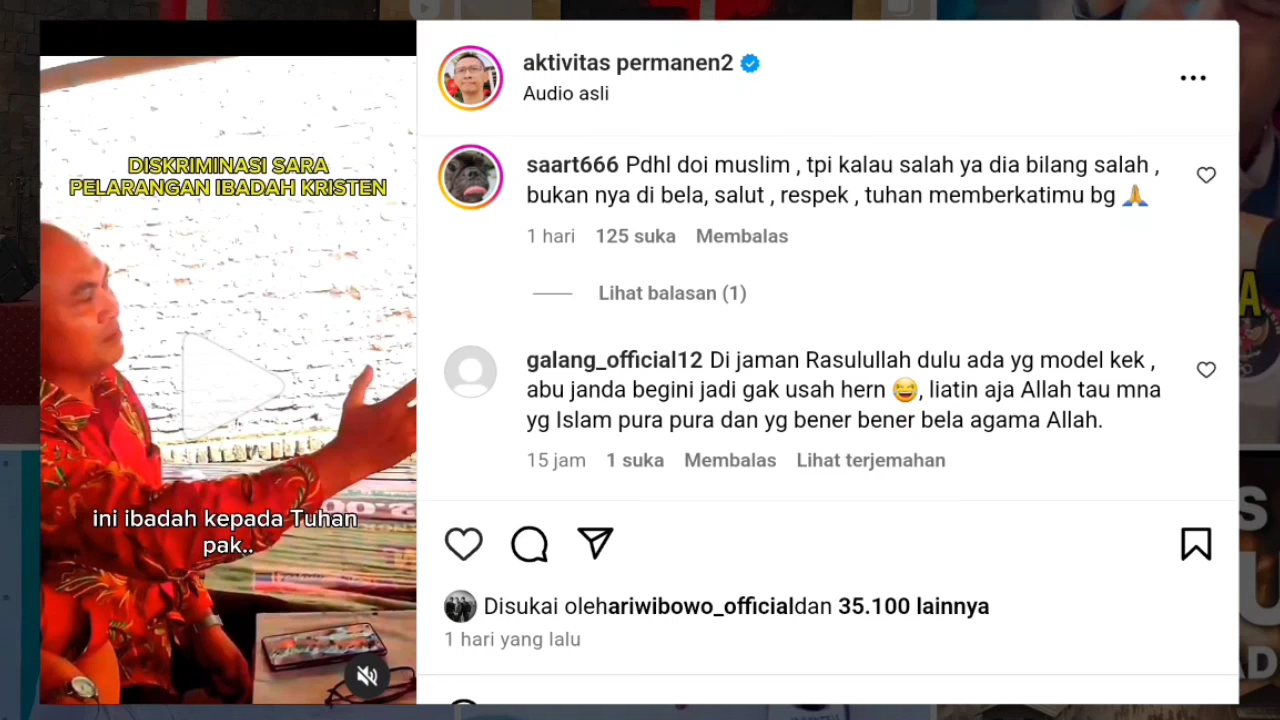 DISKRIMINASI SARA
PELARANGAN IBADAH KRISTEN
ini ibadah kepada Tuhan
pak..
aktivitas permanen2
Audio asli
saart666 Pdhl doi muslim , tpi kalau salah ya dia bilang salah ,
bukan nya di bela, salut , respek , tuhan memberkatimu bg 🙏
1 hari 125 suka Membalas
Lihat balasan (1)
galang_official12 Di jaman Rasulullah dulu ada yg model kek ,
abu janda begini jadi gak usah hern 😆, liatin aja Allah tau mna
yg Islam pura pura dan yg bener bener bela agama Allah.
15 jam 1 suka Membalas Lihat terjemahan
Disukai olehariwibowo_officialdan 35.100 lainnya
1 hari yang lalu